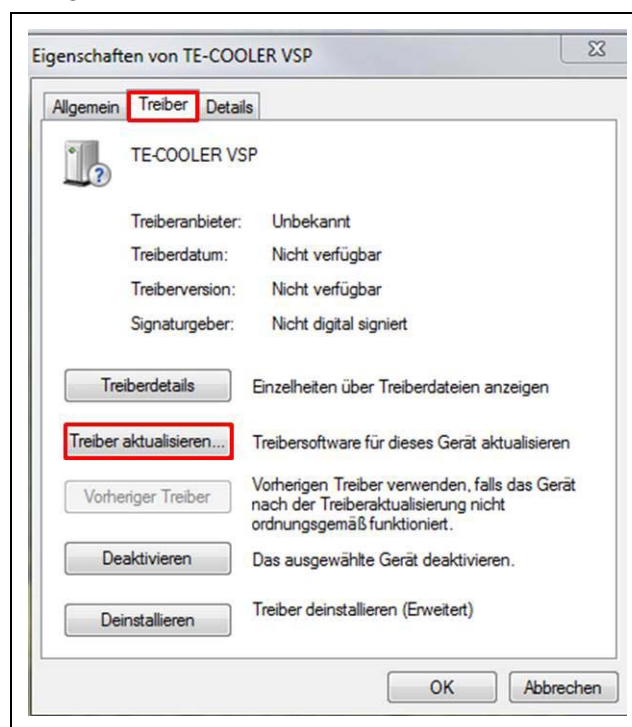 Eigenschaften von TE-COOLER VSP
Allgemein Treiber Details
TE-COOLER VSP
Treiberanbieter: Unbekannt
Treiberdatum: Nicht verfügbar
Treiberversion: Nicht verfügbar
Signaturgeber: Nicht digital signiert
Treiberdetails Einzelheiten über Treiberdateien anzeigen
Treiber aktualisieren... Treibersoftware für dieses Gerät aktualisieren
Vorheriger Treiber Vorherigen Treiber verwenden, falls das Gerät
nach der Treiberaktualisierung nicht
ordnungsgemäß funktioniert.
Deaktivieren Das ausgewählte Gerät deaktivieren.
Deinstallieren Treiber deinstallieren (Erweitert)
OK Abbrechen